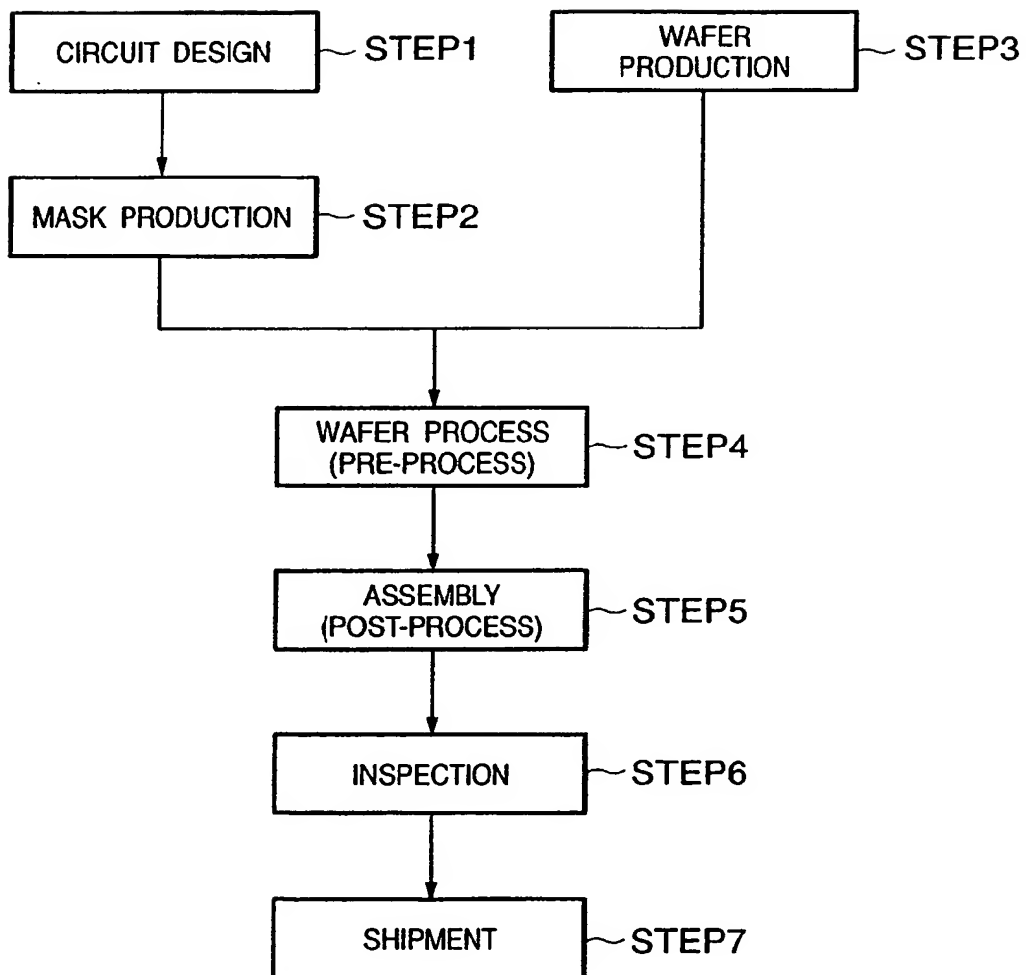 CIRCUIT DESIGN
STEP1
WAFER
PRODUCTION
STEP3
MASK PRODUCTION
STEP2
WAFER PROCESS
(PRE-PROCESS)
STEP4
ASSEMBLY
(POST-PROCESS)
STEP5
INSPECTION
STEP6
SHIPMENT
STEP7